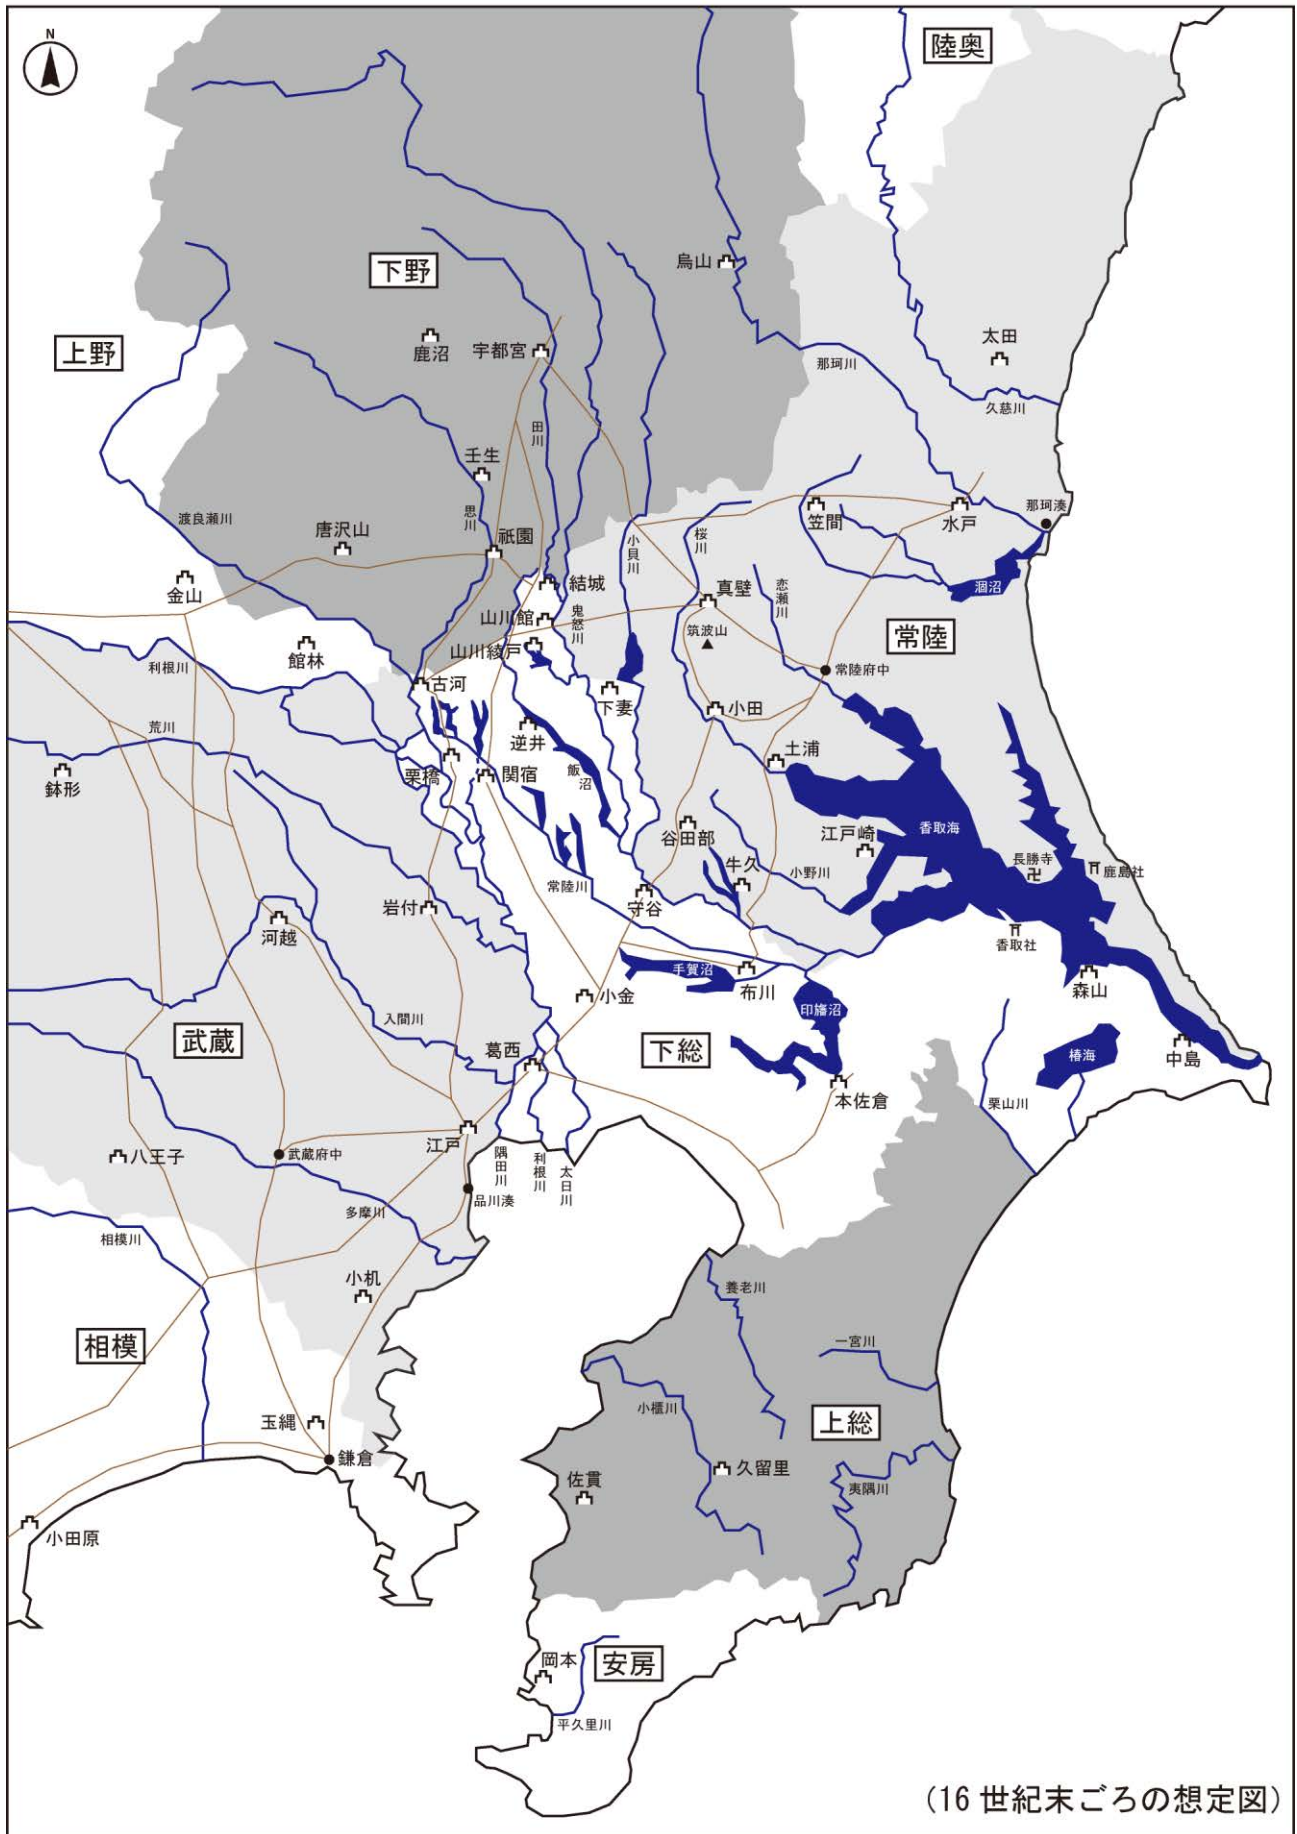 N
陸奥
下野
烏山
上野
鹿沼
宇都宮
太田
那珂川
久慈川
田川
壬生
思川
渡良瀬川
唐沢山
祇園
小貝川
桜川
笠間
水戸
那珂湊
金山
結城
鬼怒川
真壁
恋瀬川
涸沼
山川館
筑波山
常陸
館林
山川綾戸
常陸府中
利根川
古河
下妻
小田
荒川
逆井
飯沼
土浦
鉢形
栗橋
関宿
谷田部
江戸崎
香取海
牛久
小野川
長勝寺
卍
鹿島社
常陸川
守谷
岩付
河越
香取社
手賀沼
布川
森山
小金
印旛沼
入間川
武蔵
葛西
下総
椿海
中島
本佐倉
栗山川
江戸
武蔵府中
八王子
隅田川
利根川
太日川
品川湊
多摩川
相模川
小机
養老川
相模
一宮川
小櫃川
玉縄
上総
鎌倉
久留里
佐貫
夷隅川
小田原
岡本
安房
平久里川
(16世紀末ごろの想定図)